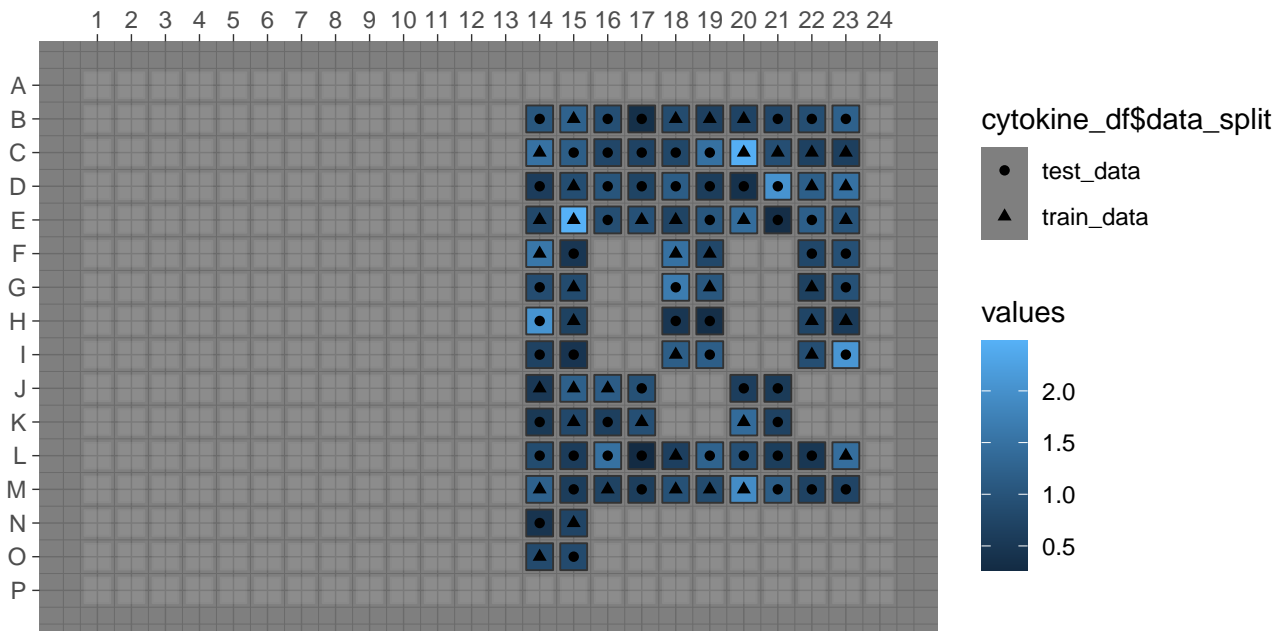 1 2 3 4 5 6 7 8 9 10 11 12 13 14 15 16 17 18 19 20 21 22 23 24
A
B
C
D
E
F
G
H
I
J
K
L
M
N
O
P
cytokine_df$data_split
test_data
train_data
values
2.0
1.5
1.0
0.5